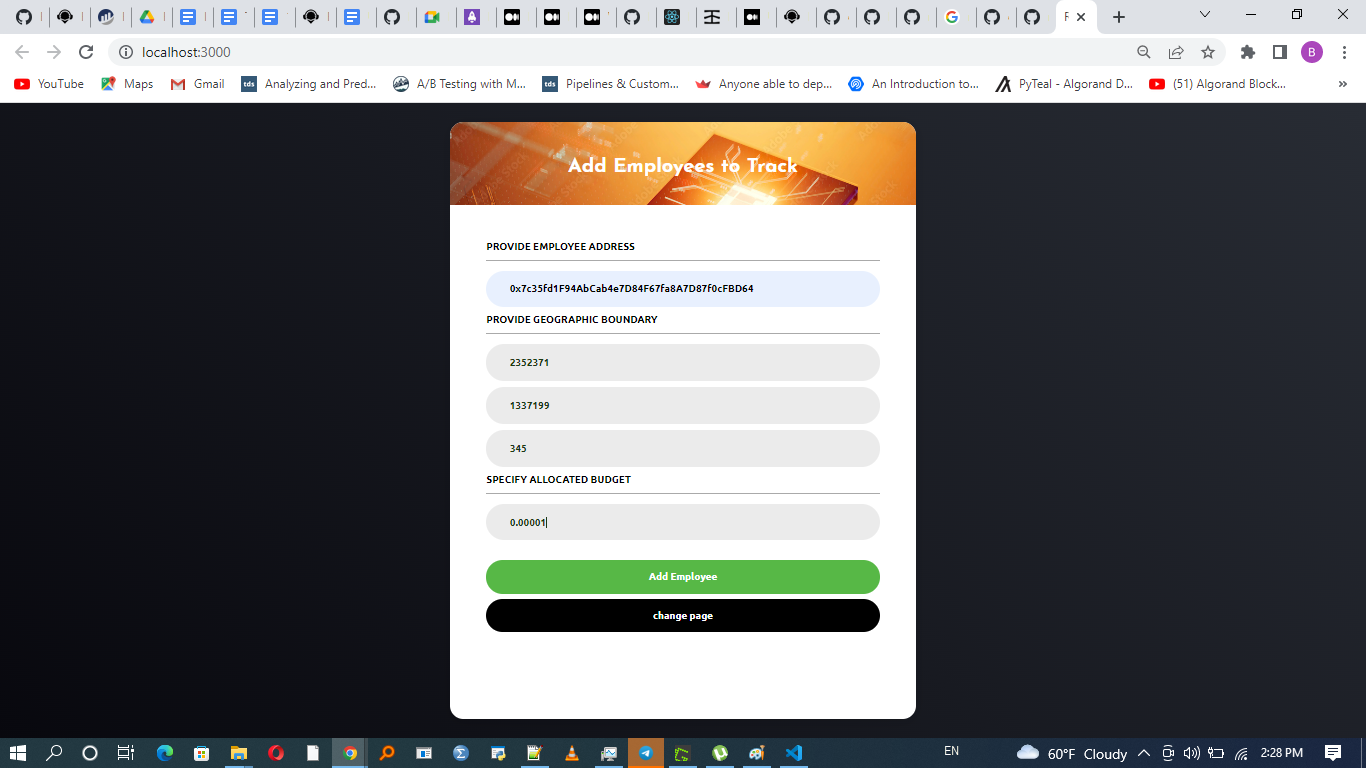 localhost:3000
B
YouTube
Maps
Gmail
tds
Analyzing and Pred...
A/B Testing with M...
tds
Pipelines & Custom...
Anyone able to dep...
An Introduction to...
PyTeal - Algorand D...
(51) Algorand Block...
»
Add Employees to Track
PROVIDE EMPLOYEE ADDRESS
0x7c35fd1F94AbCab4e7D84F67fa8A7D87f0cFBD64
PROVIDE GEOGRAPHIC BOUNDARY
2352371
1337199
345
SPECIFY ALLOCATED BUDGET
0.00001
Add Employee
change page
EN
60°F Cloudy
2:28 PM